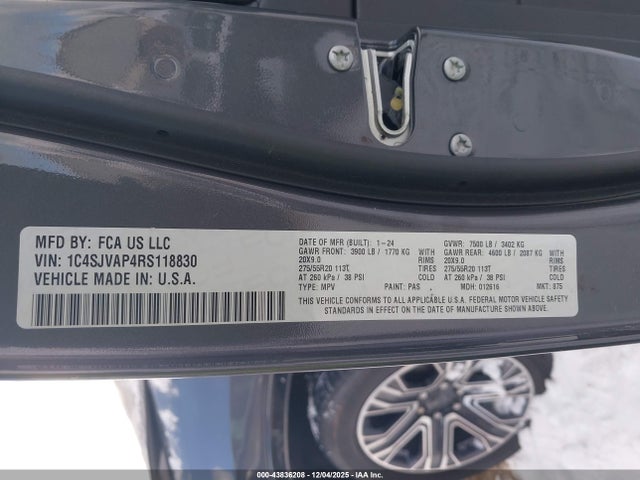 MFD BY: FCA US LLC
VIN: 1C4SJVAP4RS118830
VEHICLE MADE IN: U.S.A.
DATE OF MFR (BUILT): 1-24 GVWR: 7500 LB / 3402 KG
GAWR FRONT: 3900 LB / 1770 KG GAWR REAR: 4600 LB / 2087 KG
20X9.0 RIMS 20X9.0 RIMS
275/55R20 113T, TIRES 275/55R20 113T TIRES
AT 260 kPa / 38 PSI COLD AT 260 kPa / 38 PSI COLD
TYPE: MPV PAINT: PAS MDH: 012616 MKT: 875
THIS VEHICLE CONFORMS TO ALL APPLICABLE U.S.A. FEDERAL MOTOR VEHICLE SAFETY
STANDARDS IN EFFECT ON THE DATE OF MANUFACTURE SHOWN ABOVE
000-43836208 - 12/04/2025 - IAA, Inc.